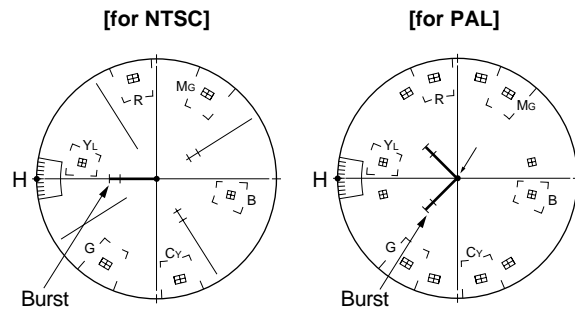 [for NTSC] [for PAL]
R MG R MG
YL YL
H B H B
G CY G CY
Burst Burst